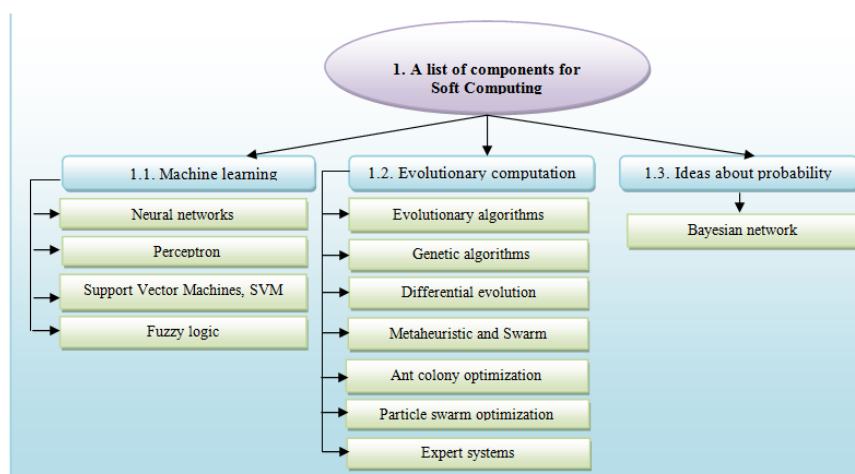 1. A list of components for
Soft Computing
1.1. Machine learning
Neural networks
Perceptron
Support Vector Machines, SVM
Fuzzy logic
1.2. Evolutionary computation
Evolutionary algorithms
Genetic algorithms
Differential evolution
Metaheuristic and Swarm
Ant colony optimization
Particle swarm optimization
Expert systems
1.3. Ideas about probability
Bayesian network